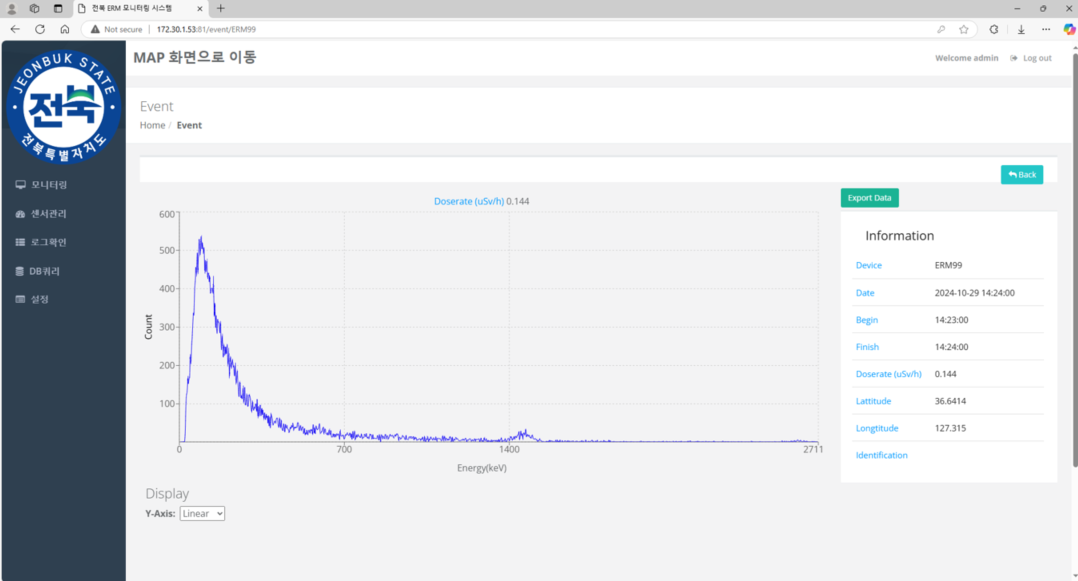 전북 ERM 모니터링 시스템
Not secure 172.30.1.53:81/event/ERM99
JEONBUK STATE
전북
전북특별자치도
MAP 화면으로 이동
Welcome admin Log out
Event
Home / Event
모니터링
센서관리
로그확인
DB쿼리
설정
Back
Doserate (uSv/h) 0.144
600
500
400
300
200
100
Count
0 700 1400 2711
Energy(keV)
Display
Y-Axis: Linear
Export Data
Information
Device ERM99
Date 2024-10-29 14:24:00
Begin 14:23:00
Finish 14:24:00
Doserate (uSv/h) 0.144
Lattitude 36.6414
Longtitude 127.315
Identification